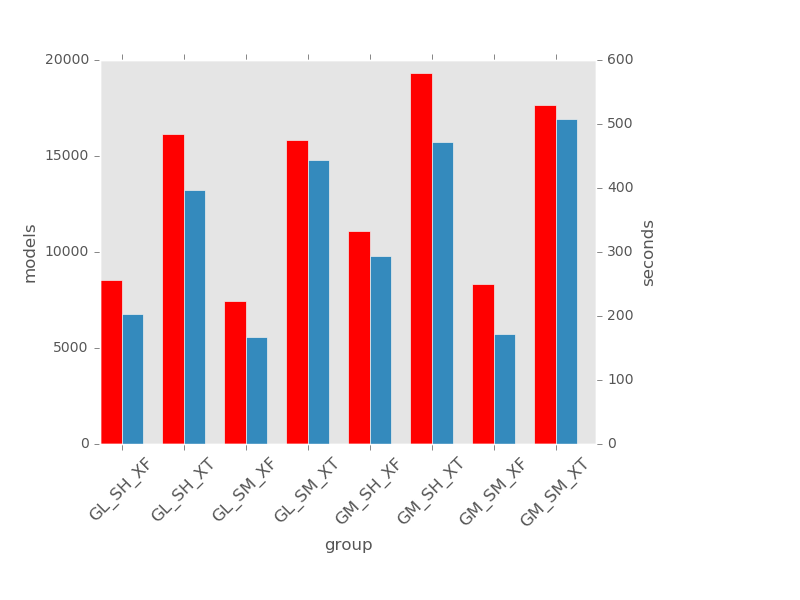 20000
15000
10000
5000
0
models
600
500
400
300
200
100
0
seconds
GL_SH_XF
GL_SH_XT
GL_SM_XF
GL_SM_XT
GM_SH_XF
GM_SH_XT
GM_SM_XF
GM_SM_XT
group